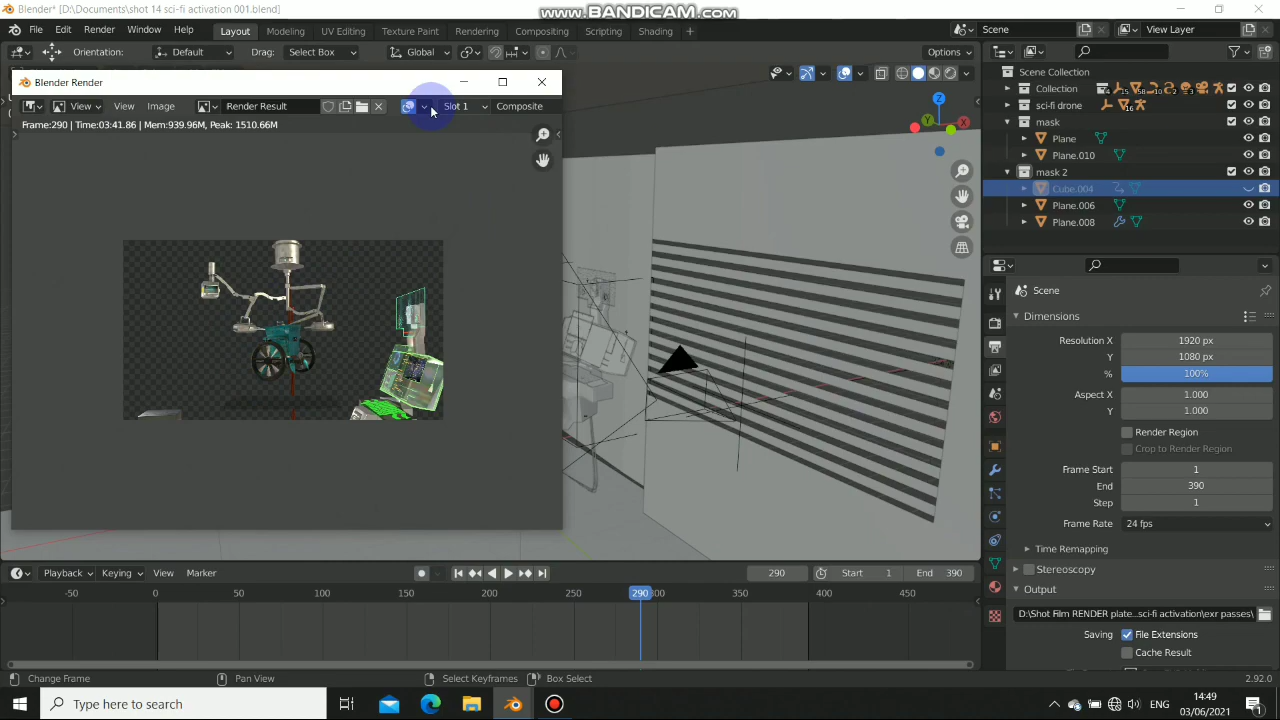 Blender* [D:\Documents\shot 14 sci-fi activation 001.blend]
www.BANDICAM.com
File Edit Render Window Help Layout Modeling UV Editing Texture Paint Rendering Compositing Scripting Shading + Scene View Layer
Orientation: Default Drag: Select Box Global Options
Blender Render
View View Image Render Result Slot 1 Composite
Frame:290 | Time:03:41.86 | Mem:939.96M, Peak: 1510.66M
Z
Y
X
Scene Collection
Collection
sci-fi drone
16
mask
Plane
Plane.010
mask 2
Cube.004
Plane.006
Plane.008
Scene
Dimensions
Resolution X 1920 px
Y 1080 px
% 100%
Aspect X 1.000
Y 1.000
Render Region
Crop to Render Region
Frame Start 1
End 390
Step 1
Frame Rate 24 fps
Time Remapping
Stereoscopy
Output
D:\Shot Film RENDER plate...sci-fi activation\exr passes\
Saving File Extensions
Cache Result
Playback Keying View Marker 290 Start 1 End 390
-50 0 50 100 150 200 250 290 300 350 400 450
Change Frame Pan View Select Keyframes Box Select 2.92.0
Type here to search
ENG
14:49
03/06/2021